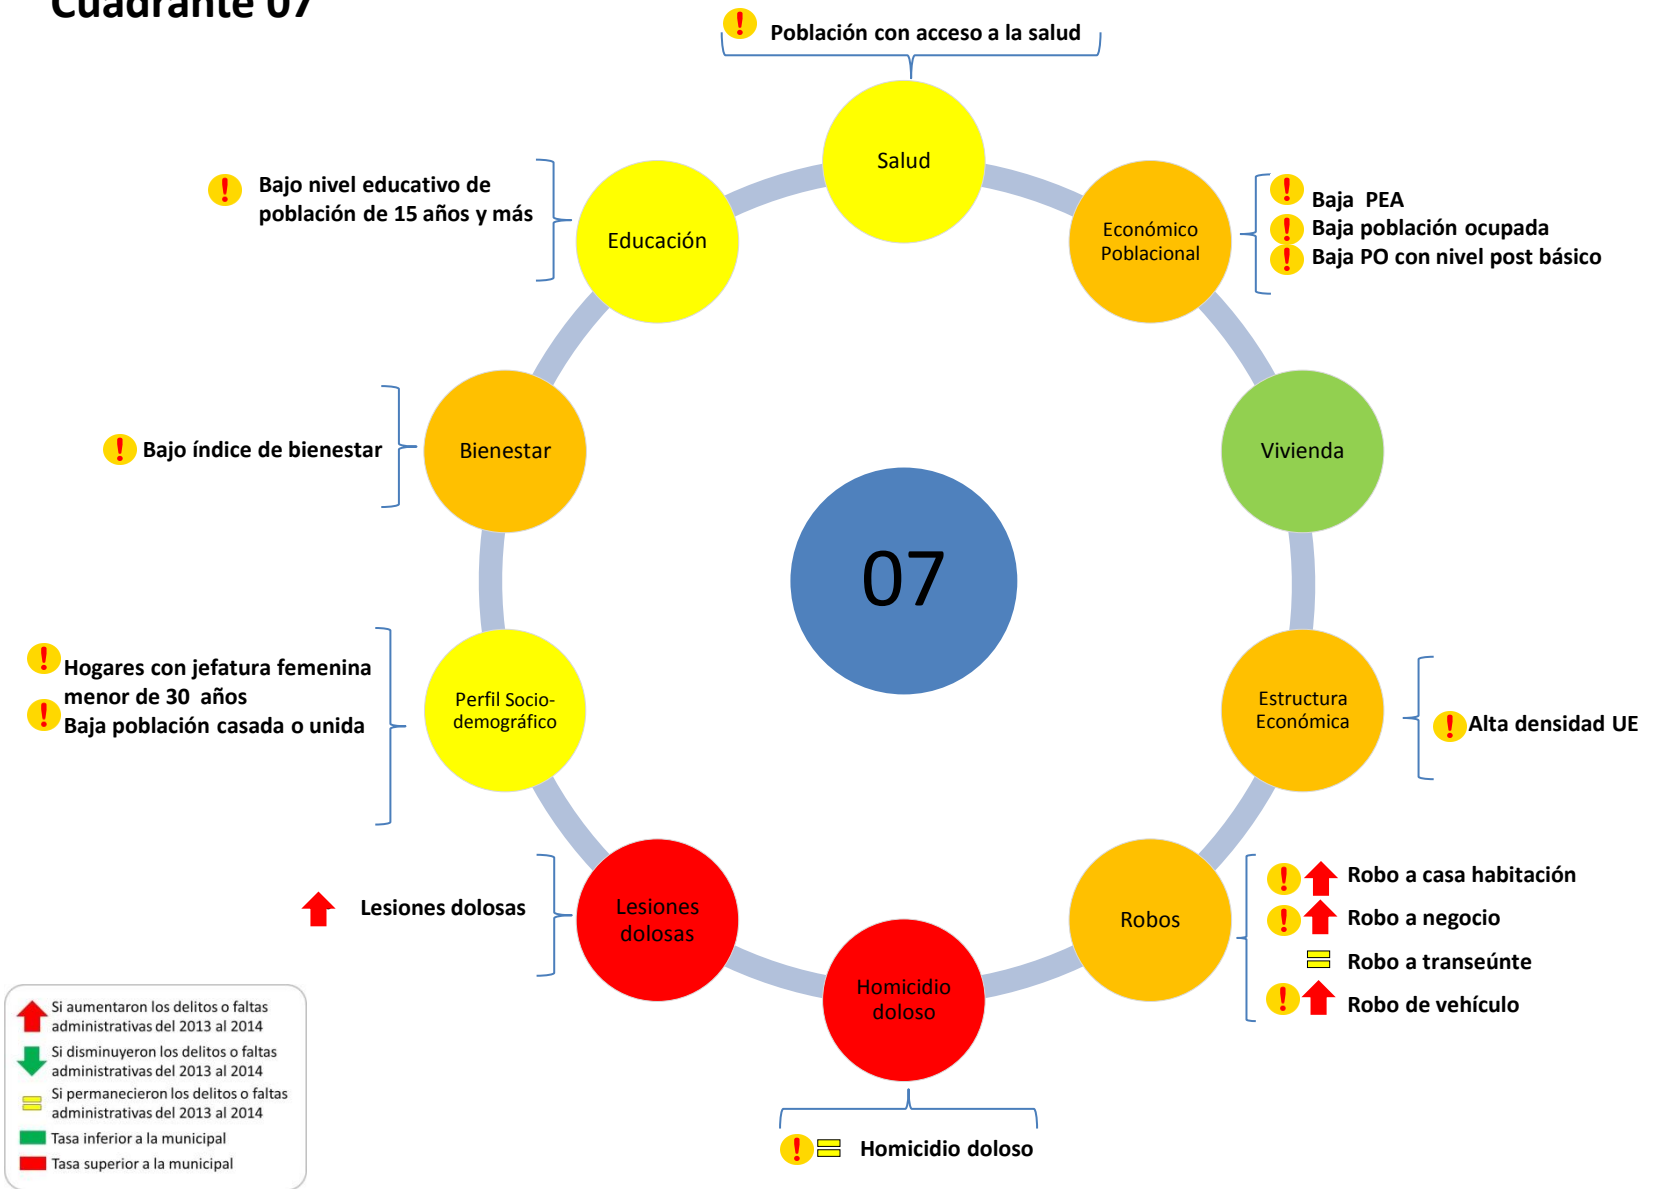 Cuadrante 07
Población con acceso a la salud
Salud
Bajo nivel educativo de
población de 15 años y más
Educación
Económico
Poblacional
Baja PEA
Baja población ocupada
Baja PO con nivel post básico
Bajo índice de bienestar
Bienestar
Vivienda
07
Hogares con jefatura femenina
menor de 30 años
Baja población casada o unida
Perfil Socio-
demográfico
Estructura
Económica
Alta densidad UE
Lesiones dolosas
Lesiones
dolosas
Homicidio
doloso
Robos
Robo a casa habitación
Robo a negocio
Robo a transeúnte
Robo de vehículo
Homicidio doloso
Si aumentaron los delitos o faltas
administrativas del 2013 al 2014
Si disminuyeron los delitos o faltas
administrativas del 2013 al 2014
Si permanecieron los delitos o faltas
administrativas del 2013 al 2014
Tasa inferior a la municipal
Tasa superior a la municipal